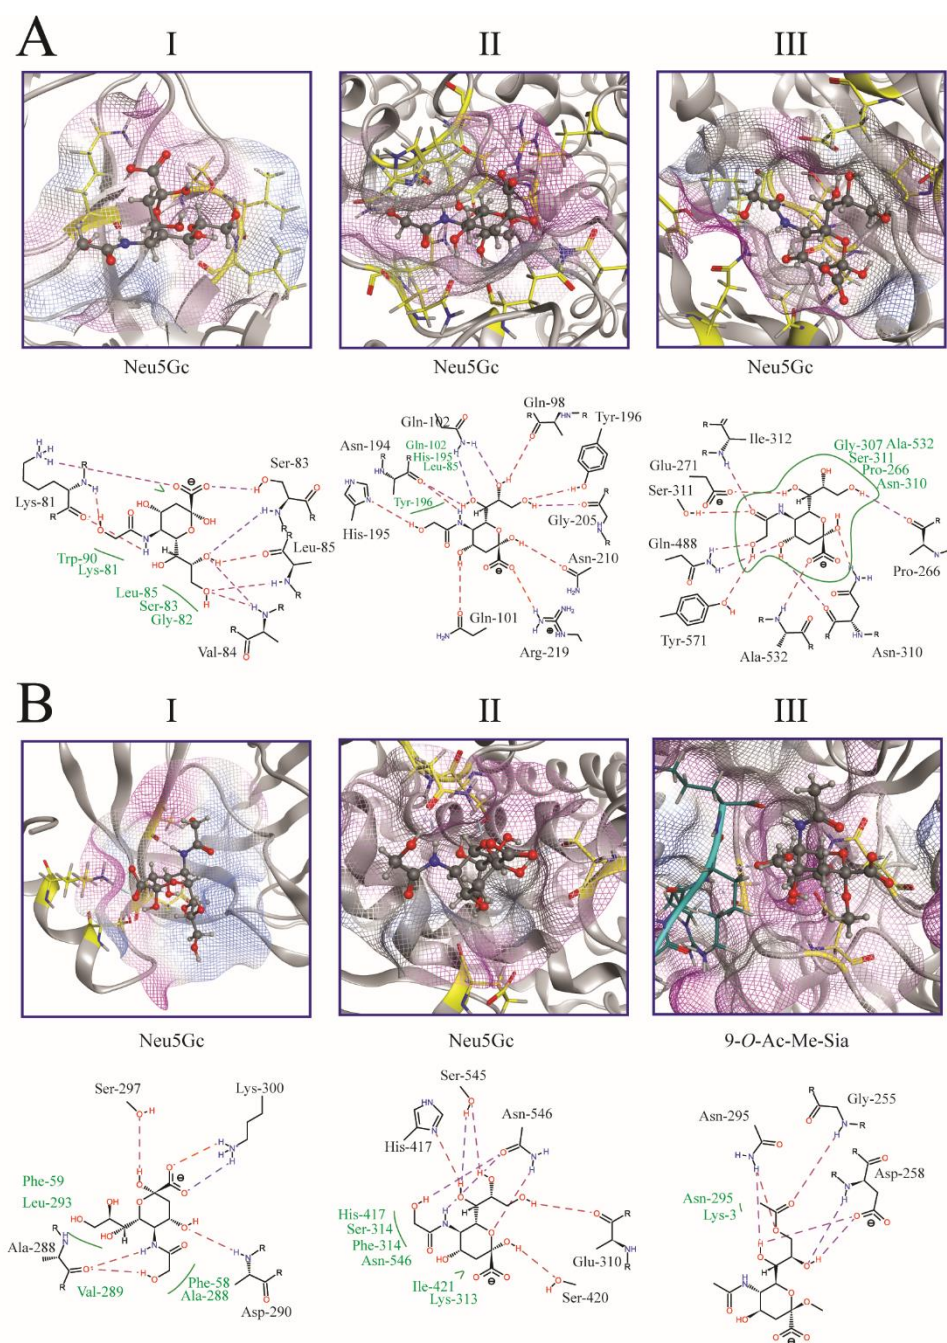 A
I
II
III
Neu5Gc
Neu5Gc
Neu5Gc
H
N
H
H
R
Lys-81
N
H
O
H
O
O
N
H
HO
O
OH
⊖
Trp-90
Lys-81
Leu-85
Ser-83
Gly-82
Ser-83
Leu-85
Val-84
Gln-102
Asn-194
Gln-102
His-195
Leu-85
Tyr-196
His-195
Gln-98
Tyr-196
Gly-205
Asn-210
Gln-101
Arg-219
Ile-312
Glu-271
Ser-311
Gln-488
Tyr-571
Ala-532
Gly-307
Ala-532
Ser-311
Pro-266
Asn-310
Pro-266
Asn-310
B
I
II
III
Neu5Gc
Neu5Gc
9-O-Ac-Me-Sia
Ser-297
Lys-300
Phe-59
Leu-293
Ala-288
Val-289
Phe-58
Ala-288
Asp-290
Ser-545
Asn-546
His-417
His-417
Ser-314
Phe-314
Asn-546
Ile-421
Lys-313
Glu-310
Ser-420
Gly-255
Asn-295
Asp-258
Asn-295
Lys-3